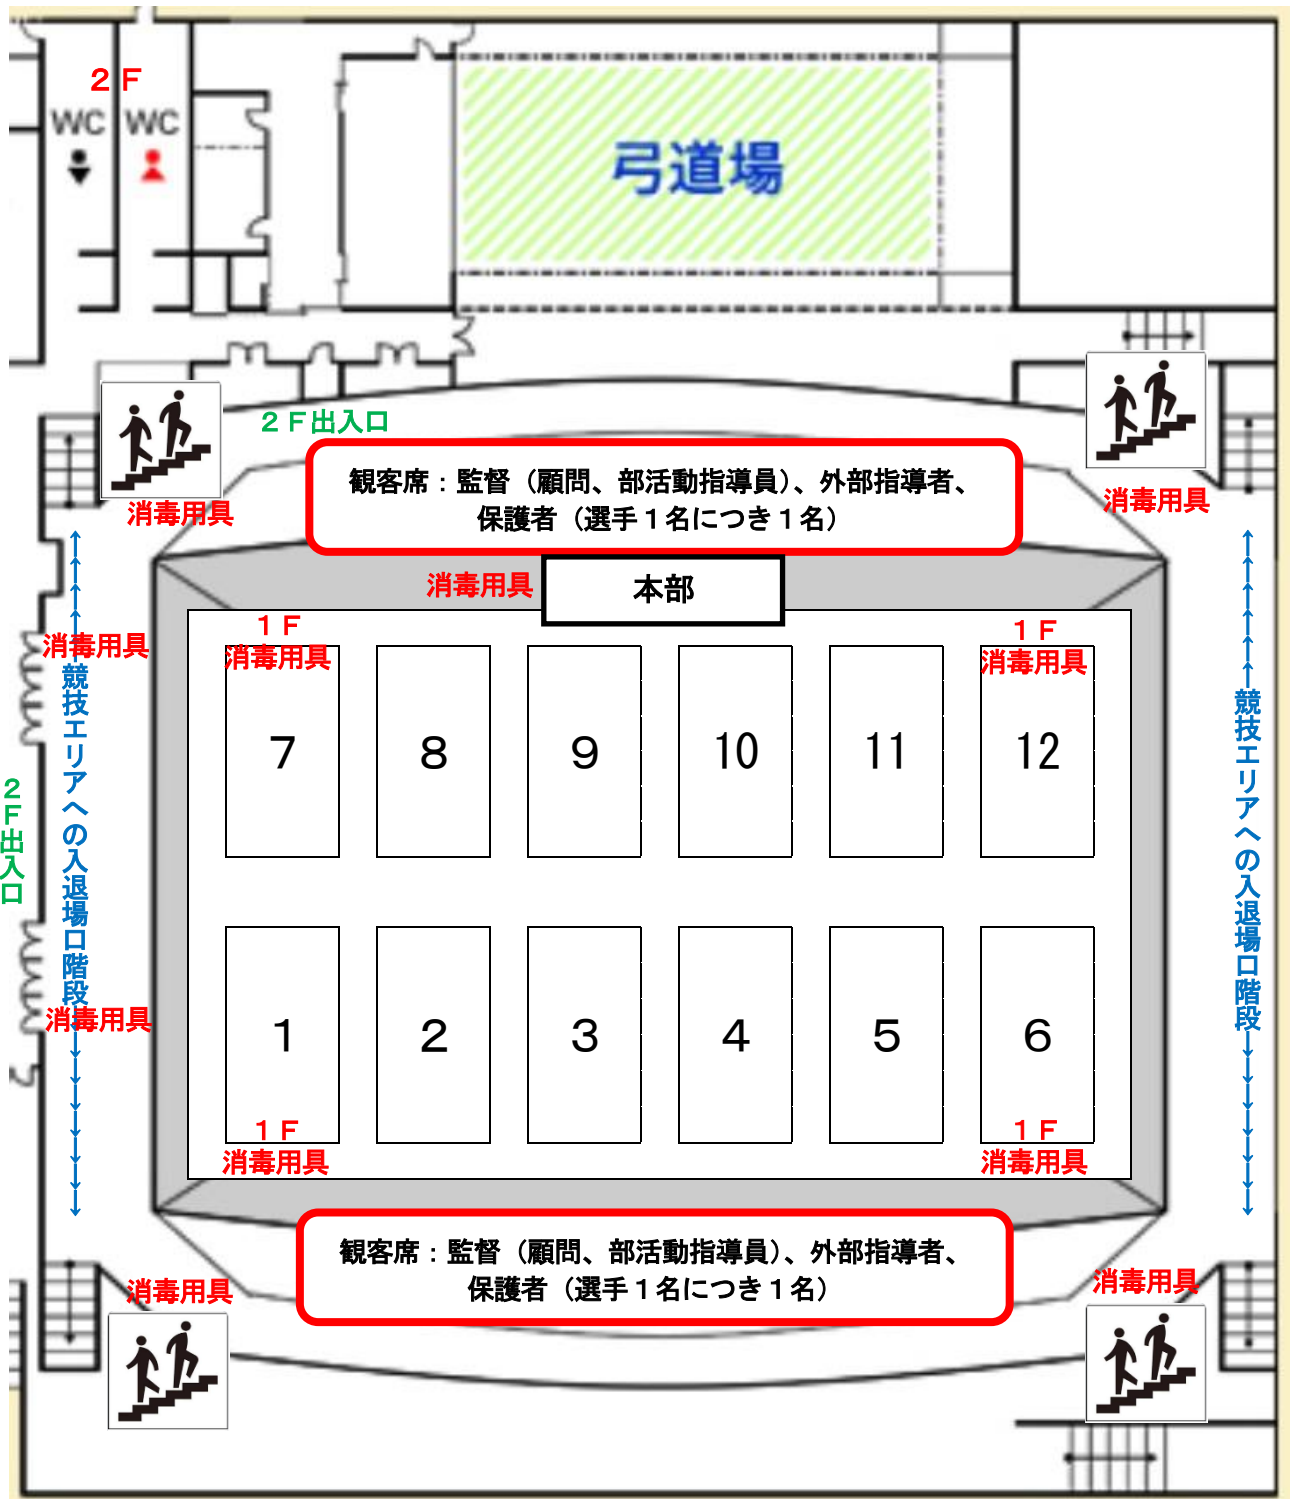 ２Ｆ
WC
WC
弓道場
２Ｆ出入口
観客席：監督（顧問、部活動指導員）、外部指導者、
保護者（選手１名につき１名）
消毒用具
消毒用具
消毒用具
本部
１Ｆ
消毒用具
１Ｆ
消毒用具
消毒用具
7
8
9
10
11
12
２Ｆ出入口
競技エリアへの入退場口階段
競技エリアへの入退場口階段
消毒用具
1
2
3
4
5
6
１Ｆ
消毒用具
１Ｆ
消毒用具
観客席：監督（顧問、部活動指導員）、外部指導者、
保護者（選手１名につき１名）
消毒用具
消毒用具